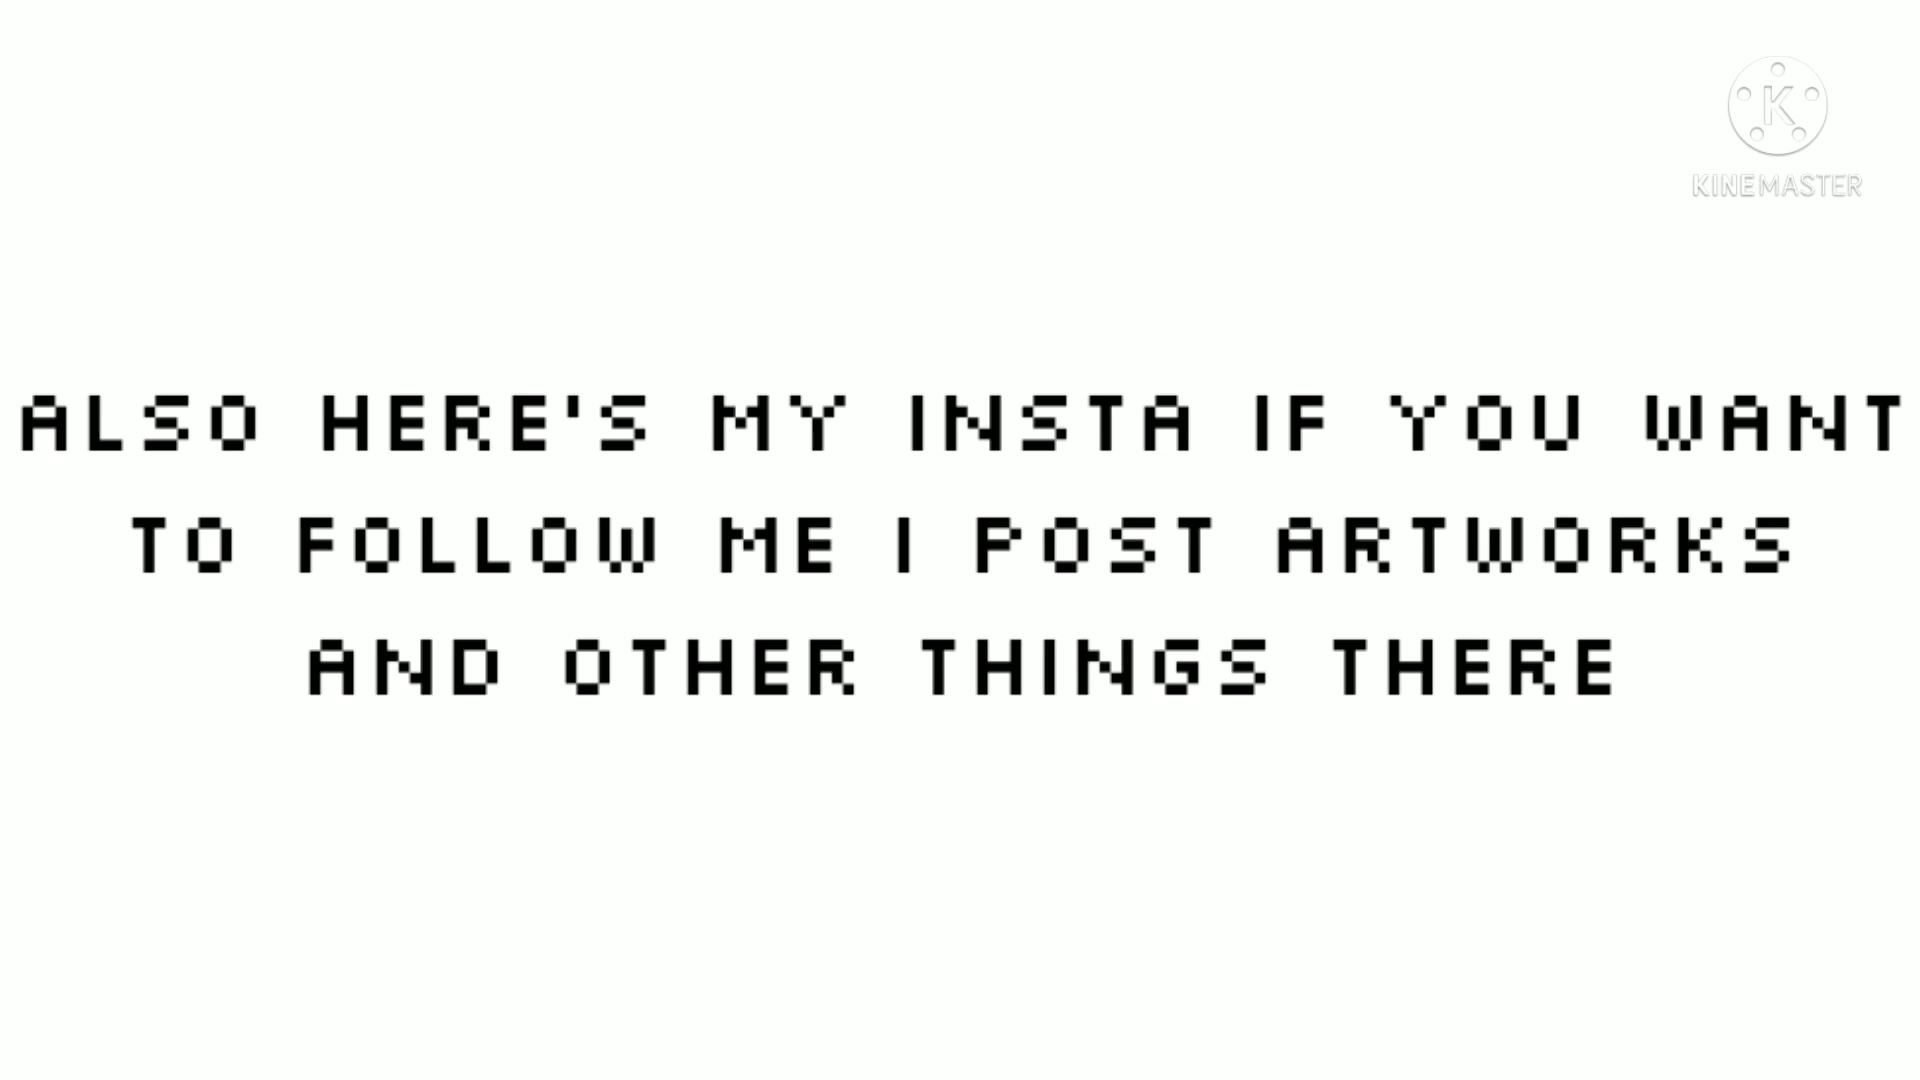 KINEMASTER
ALSO HERE'S MY INSTA IF YOU WANT
TO FOLLOW ME I POST ARTWORKS
AND OTHER THINGS THERE